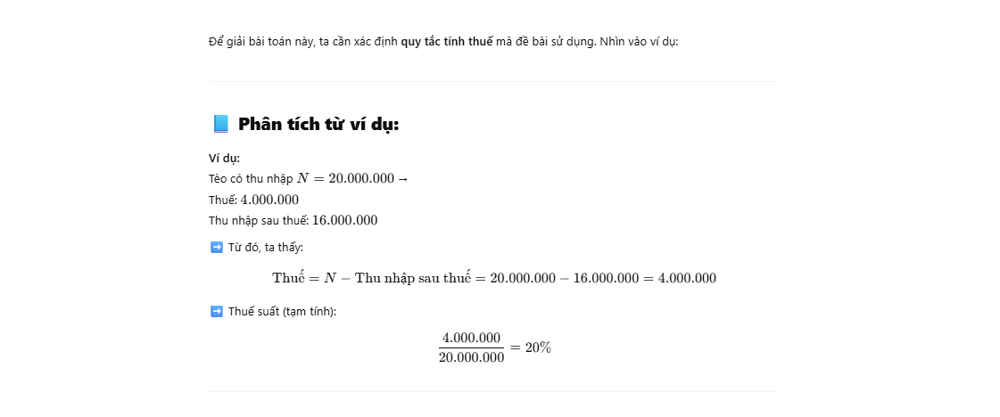 Để giải bài toán này, ta cần xác định quy tắc tính thuế mà đề bài sử dụng. Nhìn vào ví dụ:
📘 Phân tích từ ví dụ:
Ví dụ:
Tèo có thu nhập N = 20.000.000 →
Thuế: 4.000.000
Thu nhập sau thuế: 16.000.000
➡️ Từ đó, ta thấy:
Thuế = N − Thu nhập sau thuế = 20.000.000 − 16.000.000 = 4.000.000
➡️ Thuế suất (tạm tính):
4.000.000
20.000.000 = 20%